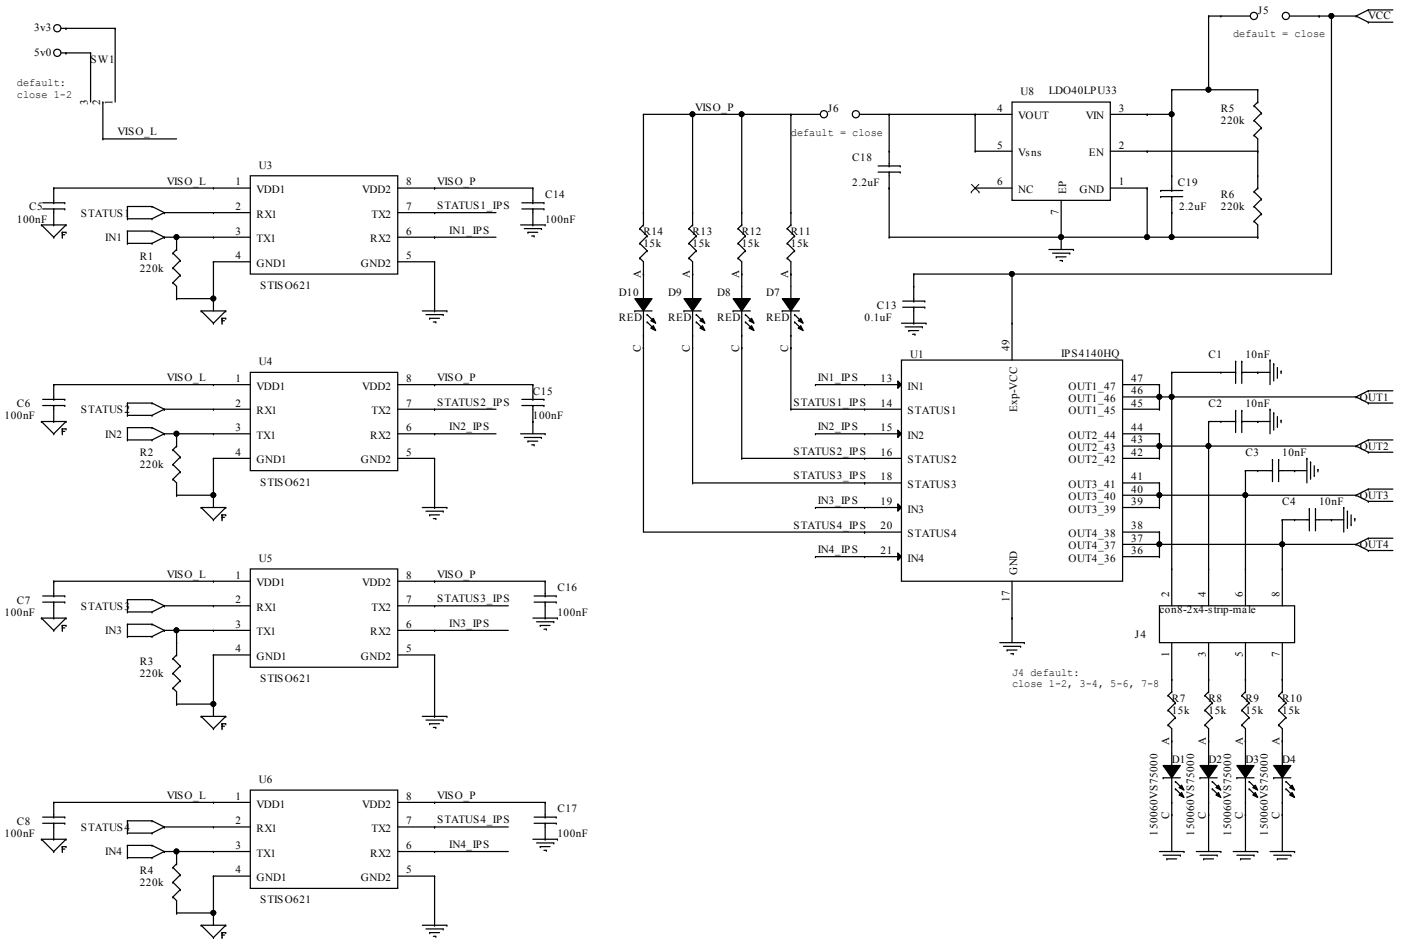 3v3
5v0
SW1
default:
close 1-2
3
2
1
VISO_L
J5
default = close
VCC
U8 LDO40LPU33
4 VOUT VIN 3
5 Vsns EN 2
6 NC EP GND 1
7
R5
220k
R6
220k
C19
2.2uF
C18
2.2uF
VISO_P
J6
default = close
R14
15k
R13
15k
R12
15k
R11
15k
A A A A
D10
RED
D9
RED
D8
RED
D7
RED
C C C C
C13
0.1uF
U3
VISO_L 1 VDD1 VDD2 8 VISO_P
STATUS 2 RX1 TX2 7 STATUS1_IPS
IN1 3 TX1 RX2 6 IN1_IPS
4 GND1 GND2 5
STISO621
C5
100nF
C14
100nF
R1
220k
F
F
U4
VISO_L 1 VDD1 VDD2 8 VISO_P
STATUS2 2 RX1 TX2 7 STATUS2_IPS
IN2 3 TX1 RX2 6 IN2_IPS
4 GND1 GND2 5
STISO621
C6
100nF
C15
100nF
R2
220k
F
F
U5
VISO_L 1 VDD1 VDD2 8 VISO_P
STATUS3 2 RX1 TX2 7 STATUS3_IPS
IN3 3 TX1 RX2 6 IN3_IPS
4 GND1 GND2 5
STISO621
C7
100nF
C16
100nF
R3
220k
F
F
U6
VISO_L 1 VDD1 VDD2 8 VISO_P
STATUS4 2 RX1 TX2 7 STATUS4_IPS
IN4 3 TX1 RX2 6 IN4_IPS
4 GND1 GND2 5
STISO621
C8
100nF
C17
100nF
R4
220k
F
F
U1 IPS4140HQ
49
Exp-VCC
IN1_IPS 13 IN1
STATUS1_IPS 14 STATUS1
IN2_IPS 15 IN2
STATUS2_IPS 16 STATUS2
STATUS3_IPS 18 STATUS3
IN3_IPS 19 IN3
STATUS4_IPS 20 STATUS4
IN4_IPS 21 IN4
GND
17
OUT1_47 47
OUT1_46 46
OUT1_45 45
OUT2_44 44
OUT2_43 43
OUT2_42 42
OUT3_41 41
OUT3_40 40
OUT3_39 39
OUT4_38 38
OUT4_37 37
OUT4_36 36
C1 10nF
OUT1
C2 10nF
OUT2
C3 10nF
OUT3
C4 10nF
OUT4
2 4 6 8
con8-2x4-strip-male
J4
1 3 5 7
J4 default:
close 1-2, 3-4, 5-6, 7-8
R7
15k
R8
15k
R9
15k
R10
15k
A A A A
D1
D2
D3
D4
150060VS75000
150060VS75000
150060VS75000
150060VS75000
C C C C